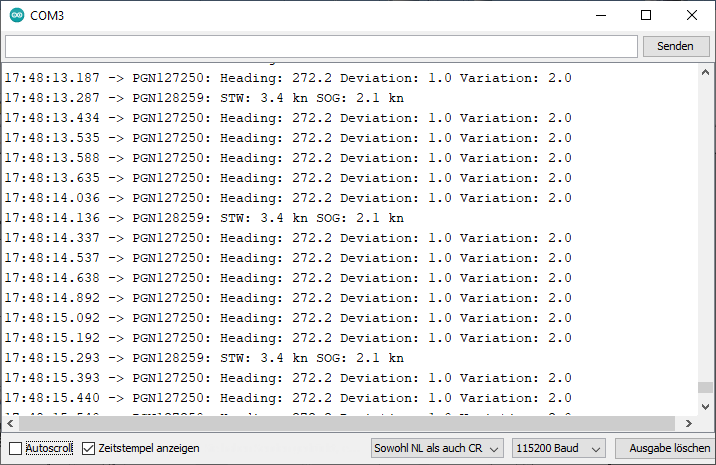 COM3
Senden
17:48:13.187 -> PGN127250: Heading: 272.2 Deviation: 1.0 Variation: 2.0
17:48:13.287 -> PGN128259: STW: 3.4 kn SOG: 2.1 kn
17:48:13.434 -> PGN127250: Heading: 272.2 Deviation: 1.0 Variation: 2.0
17:48:13.535 -> PGN127250: Heading: 272.2 Deviation: 1.0 Variation: 2.0
17:48:13.588 -> PGN127250: Heading: 272.2 Deviation: 1.0 Variation: 2.0
17:48:13.635 -> PGN127250: Heading: 272.2 Deviation: 1.0 Variation: 2.0
17:48:14.036 -> PGN127250: Heading: 272.2 Deviation: 1.0 Variation: 2.0
17:48:14.136 -> PGN128259: STW: 3.4 kn SOG: 2.1 kn
17:48:14.337 -> PGN127250: Heading: 272.2 Deviation: 1.0 Variation: 2.0
17:48:14.537 -> PGN127250: Heading: 272.2 Deviation: 1.0 Variation: 2.0
17:48:14.638 -> PGN127250: Heading: 272.2 Deviation: 1.0 Variation: 2.0
17:48:14.892 -> PGN127250: Heading: 272.2 Deviation: 1.0 Variation: 2.0
17:48:15.092 -> PGN127250: Heading: 272.2 Deviation: 1.0 Variation: 2.0
17:48:15.192 -> PGN127250: Heading: 272.2 Deviation: 1.0 Variation: 2.0
17:48:15.293 -> PGN128259: STW: 3.4 kn SOG: 2.1 kn
17:48:15.393 -> PGN127250: Heading: 272.2 Deviation: 1.0 Variation: 2.0
17:48:15.440 -> PGN127250: Heading: 272.2 Deviation: 1.0 Variation: 2.0
Autoscroll Zeitstempel anzeigen Sowohl NL als auch CR 115200 Baud Ausgabe löschen